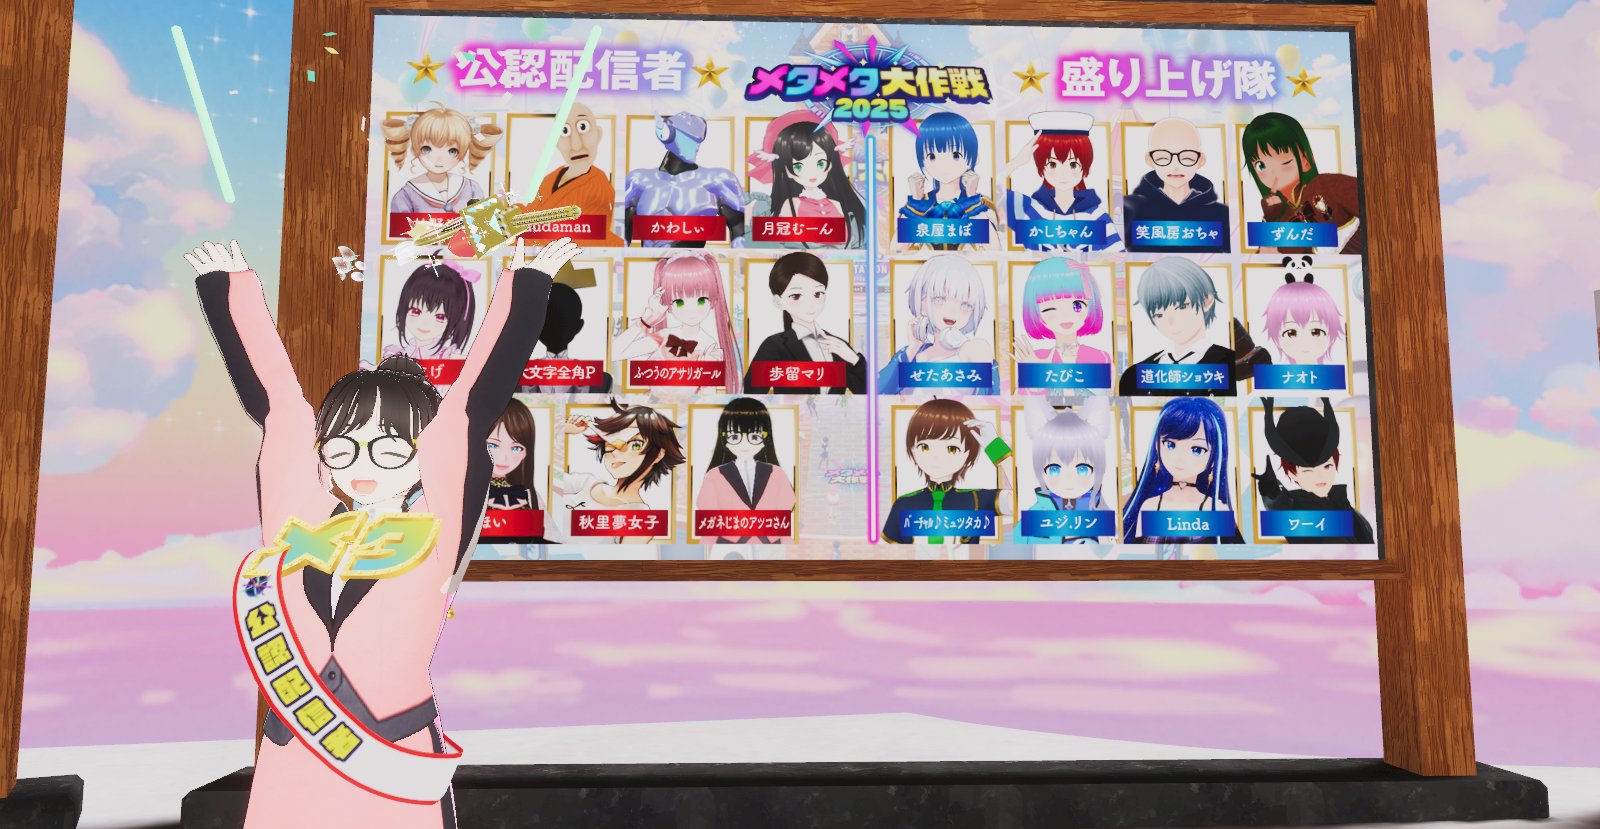 公認配信者
メタメタ大作戦
2025
盛り上げ隊
かわしぃ
月冠むーん
泉屋まぼ
かしちゃん
笑風房おちゃ
ずんだ
大文字全角P
ふつうのアサリガール
歩留マリ
せたあさみ
たぴこ
道化師ショウキ
ナオト
秋里夢女子
メガネじまのアツコさん
バーチャル♪ミュツタカ♪
ユジ.リン
Linda
ワーイ
メタ
公認配信者